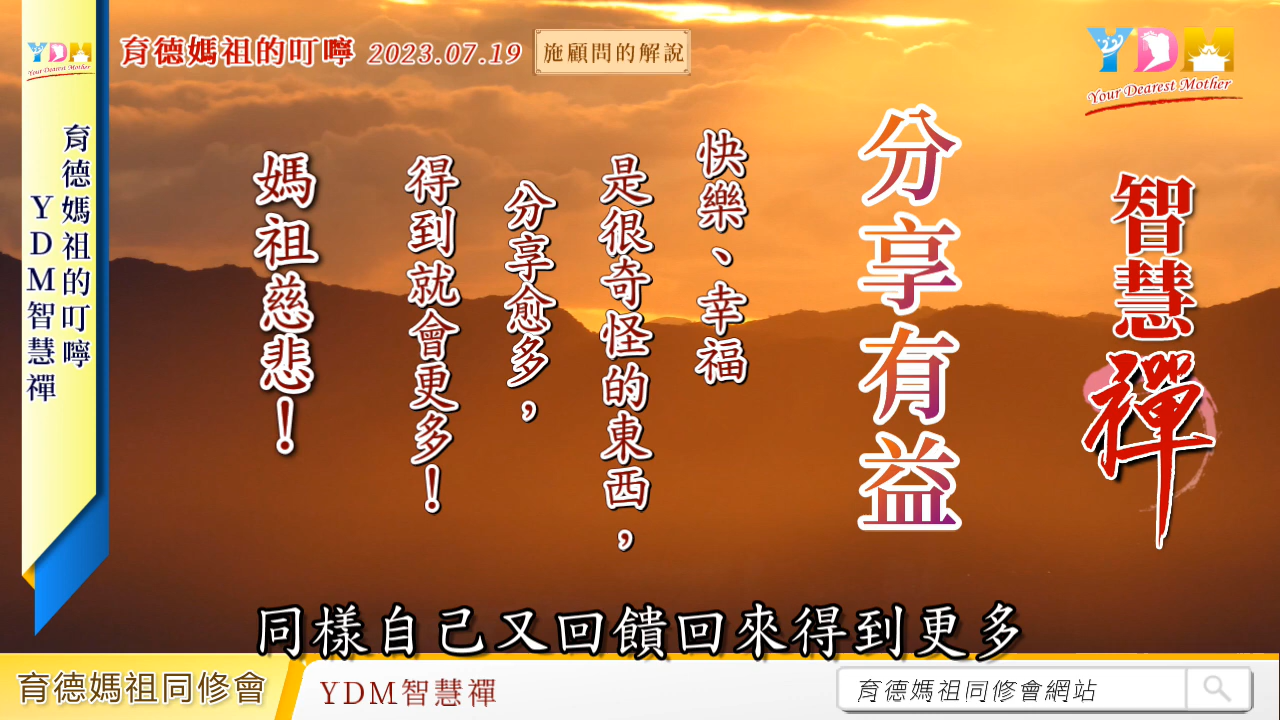 育德媽祖的叮嚀 2023.07.19 施顧問的解說
YDM
Your Dearest Mother
YDM
Your Dearest Mother
智慧禪
分享有益
快樂、幸福
是很奇怪的東西，
分享愈多，
得到就會更多！
媽祖慈悲！
育德媽祖的叮嚀
YDM智慧禪
同樣自己又回饋回來得到更多
育德媽祖同修會
YDM智慧禪
育德媽祖同修會網站